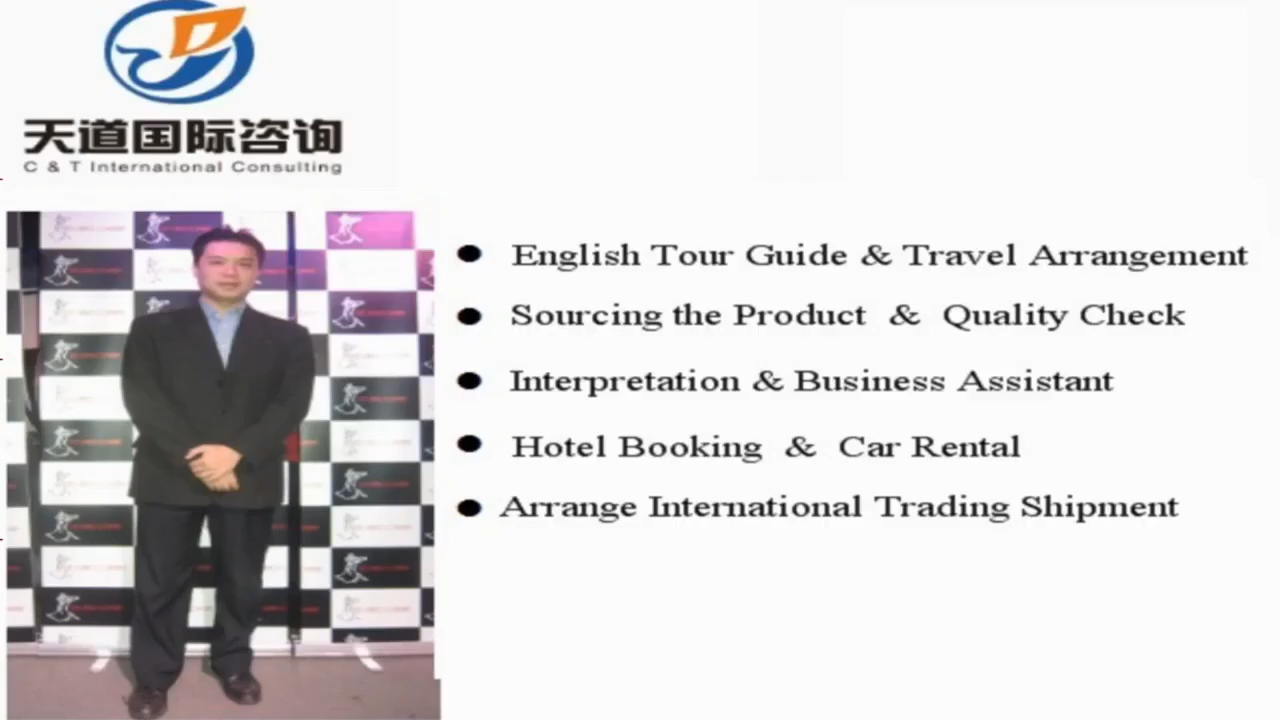 天道国际咨询
C & T International Consulting
English Tour Guide & Travel Arrangement
Sourcing the Product & Quality Check
Interpretation & Business Assistant
Hotel Booking & Car Rental
Arrange International Trading Shipment